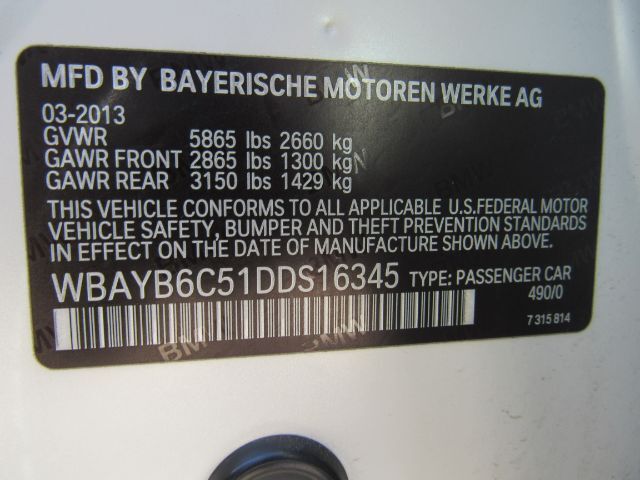 MFD BY BAYERISCHE MOTOREN WERKE AG
03-2013
GVWR 5865 lbs 2660 kg
GAWR FRONT 2865 lbs 1300 kg
GAWR REAR 3150 lbs 1429 kg
THIS VEHICLE CONFORMS TO ALL APPLICABLE U.S.FEDERAL MOTOR
VEHICLE SAFETY, BUMPER AND THEFT PREVENTION STANDARDS
IN EFFECT ON THE DATE OF MANUFACTURE SHOWN ABOVE.
WBAYB6C51DDS16345 TYPE: PASSENGER CAR
490/0
7 315 814
BMW